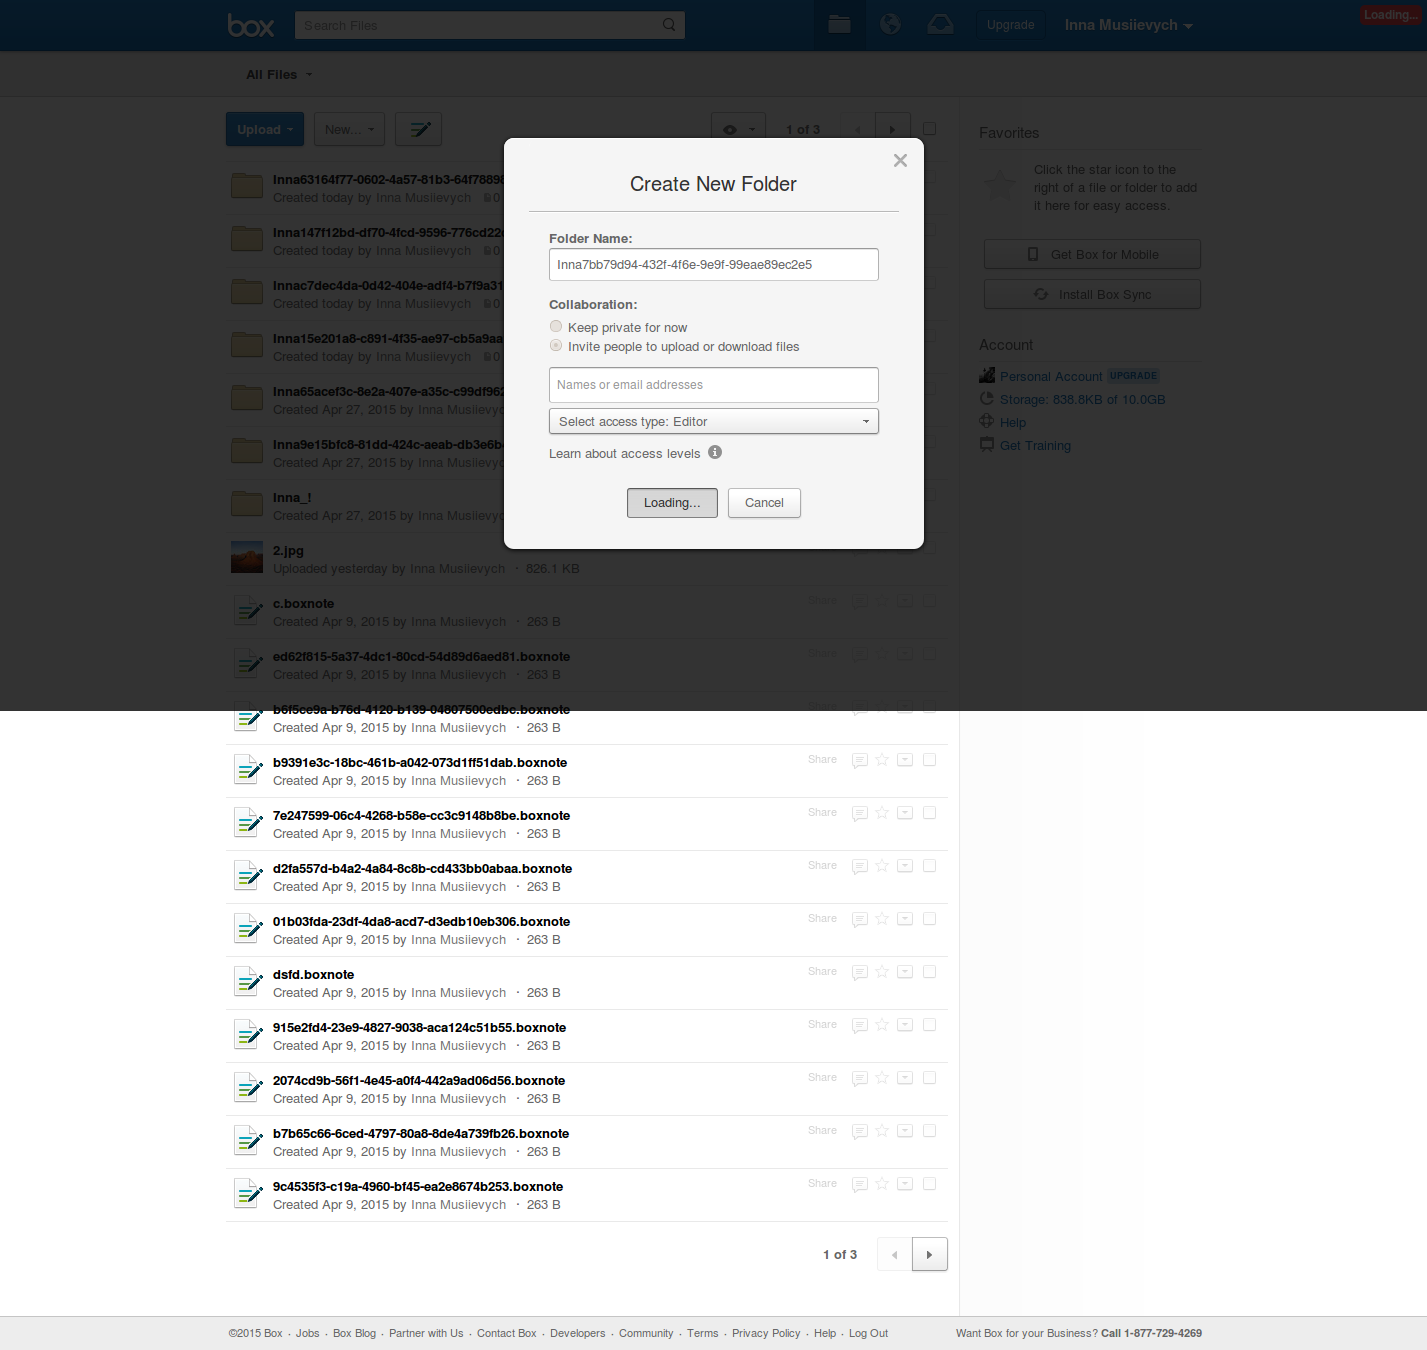 box
Search Files
Upgrade
Inna Musiievych
Loading...
All Files
Upload
New...
1 of 3
Inna63164f77-0602-4a57-81b3-64f78898
Created today by Inna Musiievych 0
Inna147f12bd-df70-4fcd-9596-776cd22
Created today by Inna Musiievych 0
Innac7dec4da-0d42-404e-adf4-b7f9a31
Created today by Inna Musiievych 0
Inna15e201a8-c891-4f35-ae97-cb5a9aa
Created today by Inna Musiievych 0
Inna65acef3c-8e2a-407e-a35c-c99df962
Created Apr 27, 2015 by Inna Musiievyc
Inna9e15bfc8-81dd-424c-aeab-db3e6b
Created Apr 27, 2015 by Inna Musiievyc
Inna_!
Created Apr 27, 2015 by Inna Musiievyc
2.jpg
Uploaded yesterday by Inna Musiievych · 826.1 KB
c.boxnote
Created Apr 9, 2015 by Inna Musiievych · 263 B
Share
ed62f815-5a37-4dc1-80cd-54d89d6aed81.boxnote
Created Apr 9, 2015 by Inna Musiievych · 263 B
Share
b6f5ce9a-b76d-4120-b139-04807500edbc.boxnote
Created Apr 9, 2015 by Inna Musiievych · 263 B
b9391e3c-18bc-461b-a042-073d1ff51dab.boxnote
Created Apr 9, 2015 by Inna Musiievych · 263 B
Share
7e247599-06c4-4268-b58e-cc3c9148b8be.boxnote
Created Apr 9, 2015 by Inna Musiievych · 263 B
Share
d2fa557d-b4a2-4a84-8c8b-cd433bb0abaa.boxnote
Created Apr 9, 2015 by Inna Musiievych · 263 B
Share
01b03fda-23df-4da8-acd7-d3edb10eb306.boxnote
Created Apr 9, 2015 by Inna Musiievych · 263 B
Share
dsfd.boxnote
Created Apr 9, 2015 by Inna Musiievych · 263 B
Share
915e2fd4-23e9-4827-9038-aca124c51b55.boxnote
Created Apr 9, 2015 by Inna Musiievych · 263 B
Share
2074cd9b-56f1-4e45-a0f4-442a9ad06d56.boxnote
Created Apr 9, 2015 by Inna Musiievych · 263 B
Share
b7b65c66-6ced-4797-80a8-8de4a739fb26.boxnote
Created Apr 9, 2015 by Inna Musiievych · 263 B
Share
9c4535f3-c19a-4960-bf45-ea2e8674b253.boxnote
Created Apr 9, 2015 by Inna Musiievych · 263 B
Share
1 of 3
Create New Folder
Folder Name:
Inna7bb79d94-432f-4f6e-9e9f-99eae89ec2e5
Collaboration:
Keep private for now
Invite people to upload or download files
Names or email addresses
Select access type: Editor
Learn about access levels
Loading...
Cancel
Favorites
Click the star icon to the
right of a file or folder to add
it here for easy access.
Get Box for Mobile
Install Box Sync
Account
Personal Account UPGRADE
Storage: 838.8KB of 10.0GB
Help
Get Training
©2015 Box · Jobs · Box Blog · Partner with Us · Contact Box · Developers · Community · Terms · Privacy Policy · Help · Log Out
Want Box for your Business? Call 1-877-729-4269